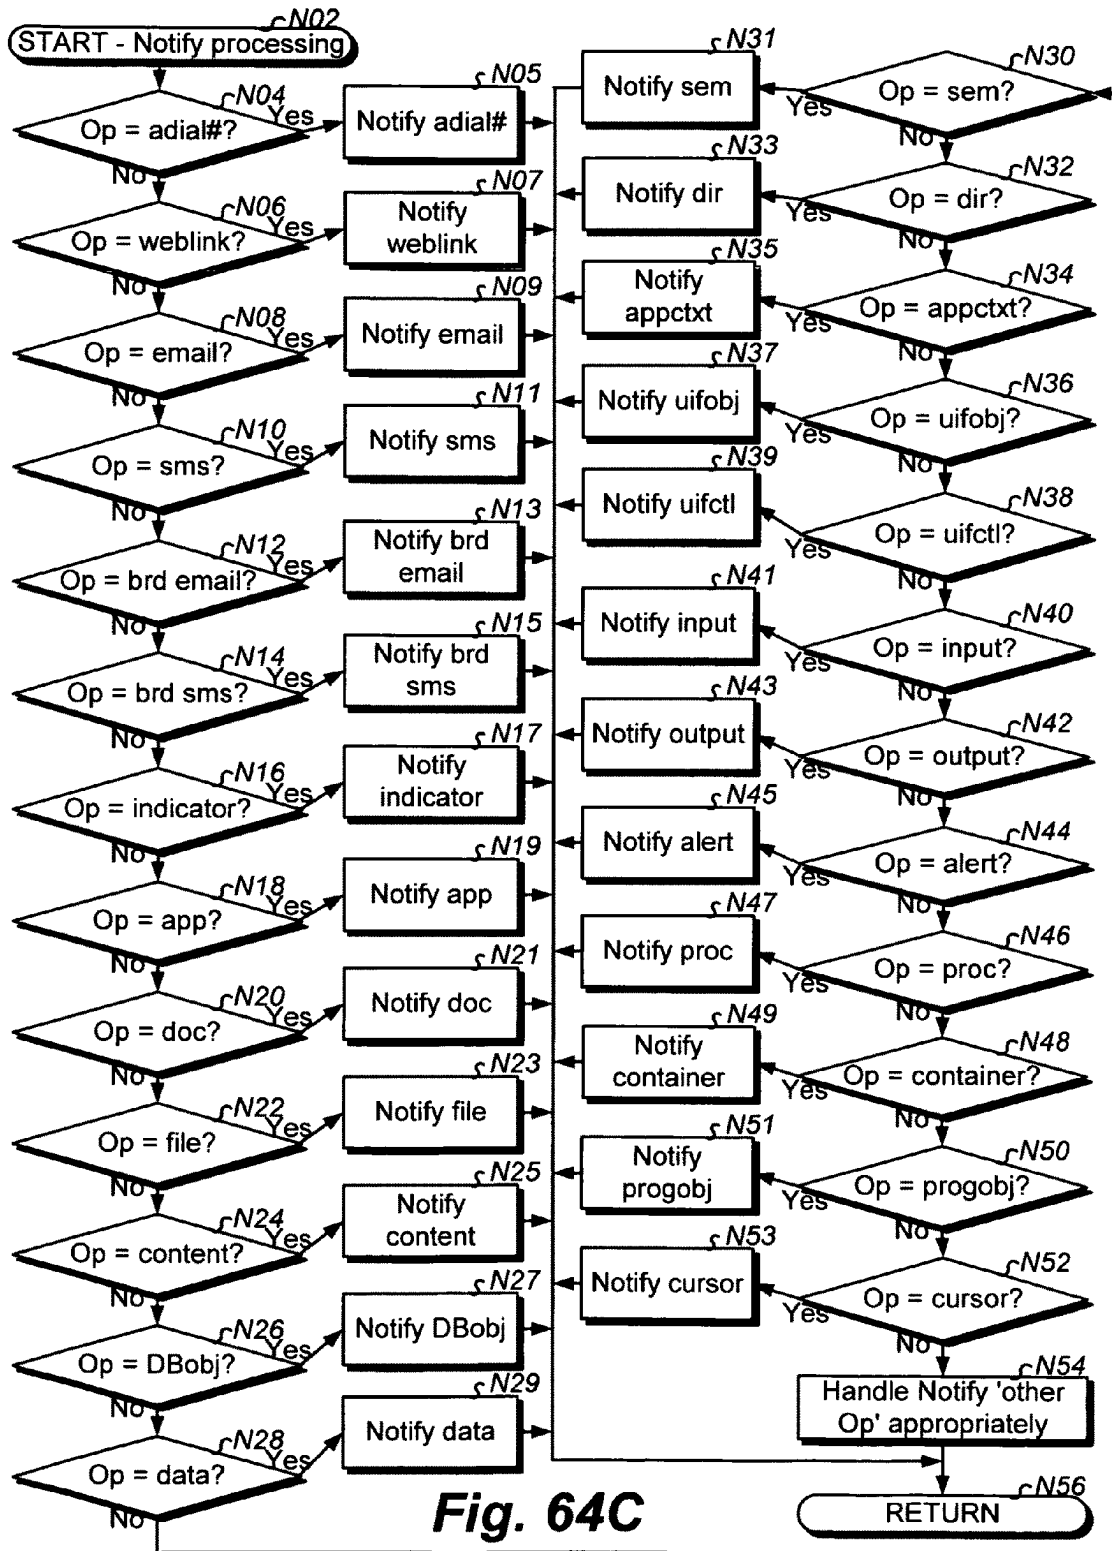 N02
START - Notify processing
N04
Op = adial#?
Yes
No
N05
Notify adial#
N06
Op = weblink?
Yes
No
N07
Notify
weblink
N08
Op = email?
Yes
No
N09
Notify email
N10
Op = sms?
Yes
No
N11
Notify sms
N12
Op = brd email?
Yes
No
N13
Notify brd
email
N14
Op = brd sms?
Yes
No
N15
Notify brd
sms
N16
Op = indicator?
Yes
No
N17
Notify
indicator
N18
Op = app?
Yes
No
N19
Notify app
N20
Op = doc?
Yes
No
N21
Notify doc
N22
Op = file?
Yes
No
N23
Notify file
N24
Op = content?
Yes
No
N25
Notify
content
N26
Op = DBobj?
Yes
No
N27
Notify DBobj
N28
Op = data?
Yes
No
N29
Notify data
N30
Op = sem?
Yes
No
N31
Notify sem
N32
Op = dir?
Yes
No
N33
Notify dir
N34
Op = appctxt?
Yes
No
N35
Notify
appctxt
N36
Op = uifobj?
Yes
No
N37
Notify uifobj
N38
Op = uifctl?
Yes
No
N39
Notify uifctl
N40
Op = input?
Yes
No
N41
Notify input
N42
Op = output?
Yes
No
N43
Notify output
N44
Op = alert?
Yes
No
N45
Notify alert
N46
Op = proc?
Yes
No
N47
Notify proc
N48
Op = container?
Yes
No
N49
Notify
container
N50
Op = progobj?
Yes
No
N51
Notify
progobj
N52
Op = cursor?
Yes
No
N53
Notify cursor
N54
Handle Notify 'other
Op' appropriately
N56
RETURN
Fig. 64C